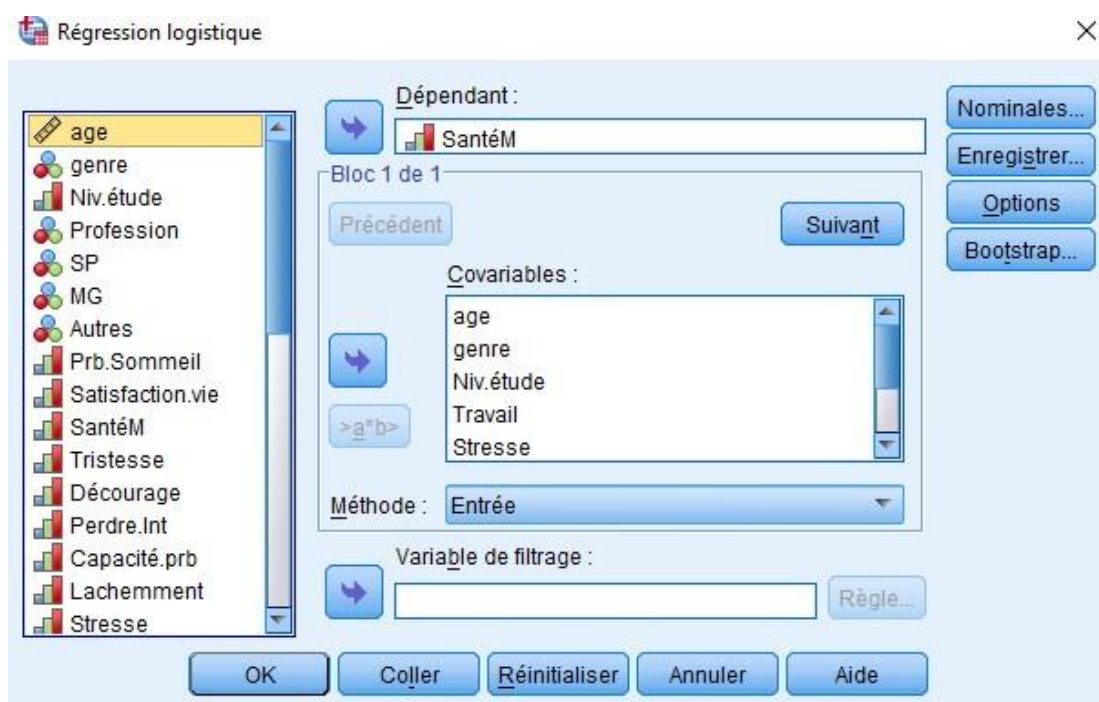 Régression logistique
age
genre
Niv.étude
Profession
SP
MG
Autres
Prb.Sommeil
Satisfaction.vie
SantéM
Tristesse
Décourage
Perdre.Int
Capacité.prb
Lachemment
Stresse
Dépendant :
SantéM
Bloc 1 de 1
Précédent
Suivant
Covariables :
age
genre
Niv.étude
Travail
Stresse
>a*b>
Méthode : Entrée
Variable de filtrage :
Règle...
Nominales...
Enregistrer...
Options
Bootstrap...
OK Coller Réinitialiser Annuler Aide